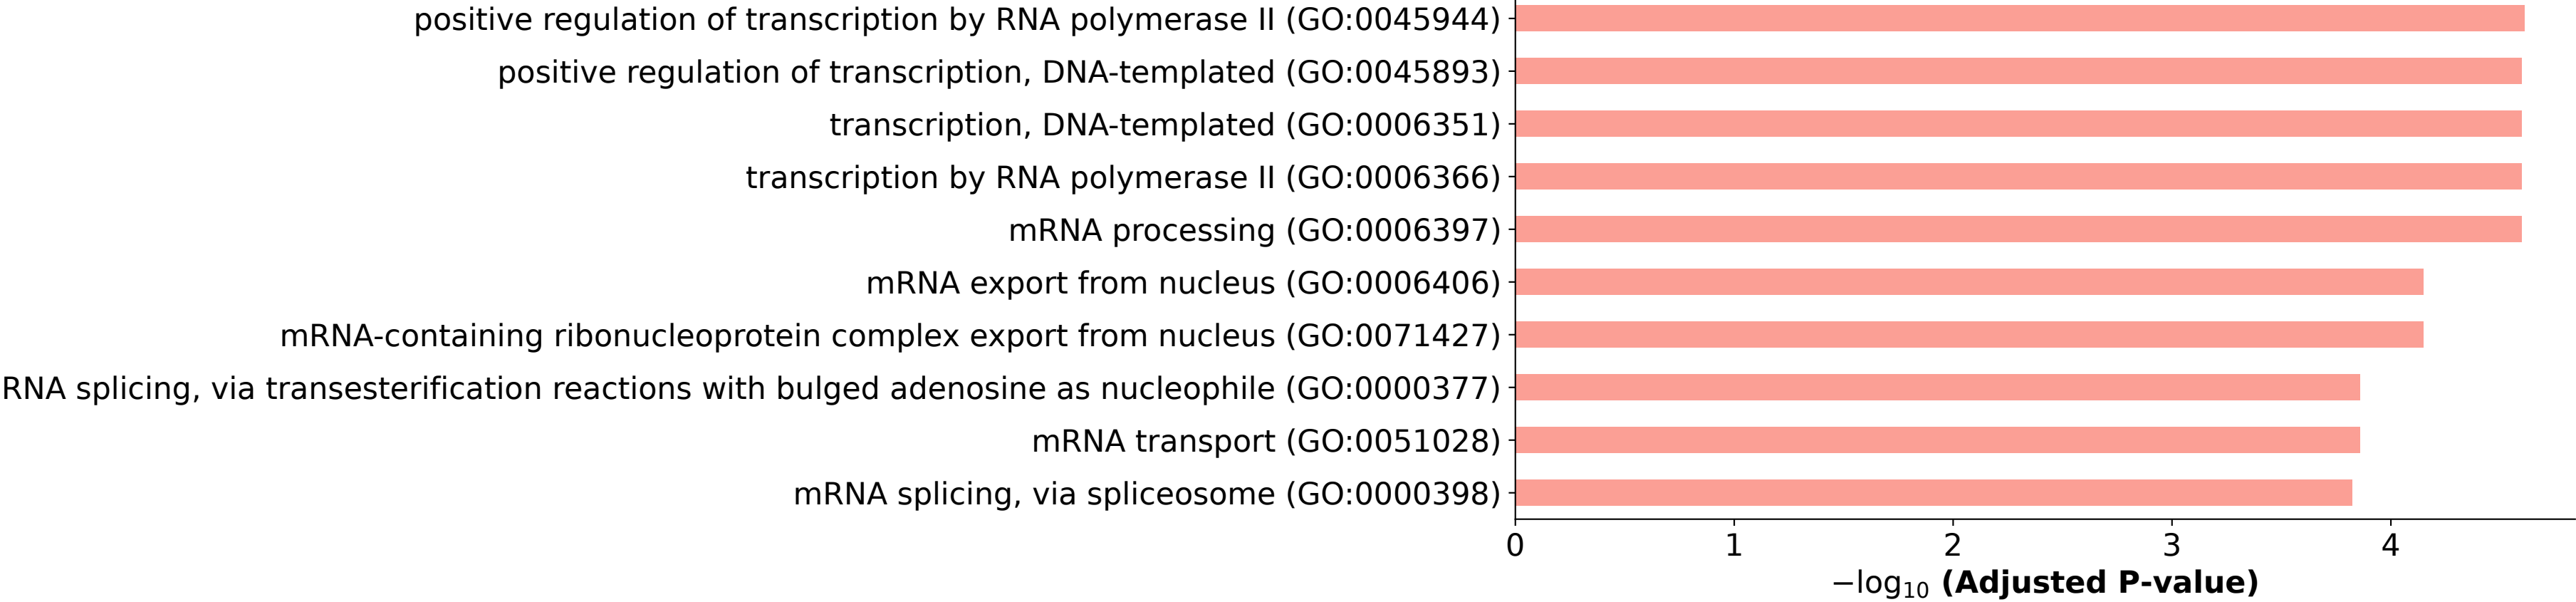 positive regulation of transcription by RNA polymerase II (GO:0045944)
positive regulation of transcription, DNA-templated (GO:0045893)
transcription, DNA-templated (GO:0006351)
transcription by RNA polymerase II (GO:0006366)
mRNA processing (GO:0006397)
mRNA export from nucleus (GO:0006406)
mRNA-containing ribonucleoprotein complex export from nucleus (GO:0071427)
RNA splicing, via transesterification reactions with bulged adenosine as nucleophile (GO:0000377)
mRNA transport (GO:0051028)
mRNA splicing, via spliceosome (GO:0000398)
0 1 2 3 4
−log₁₀ (Adjusted P-value)